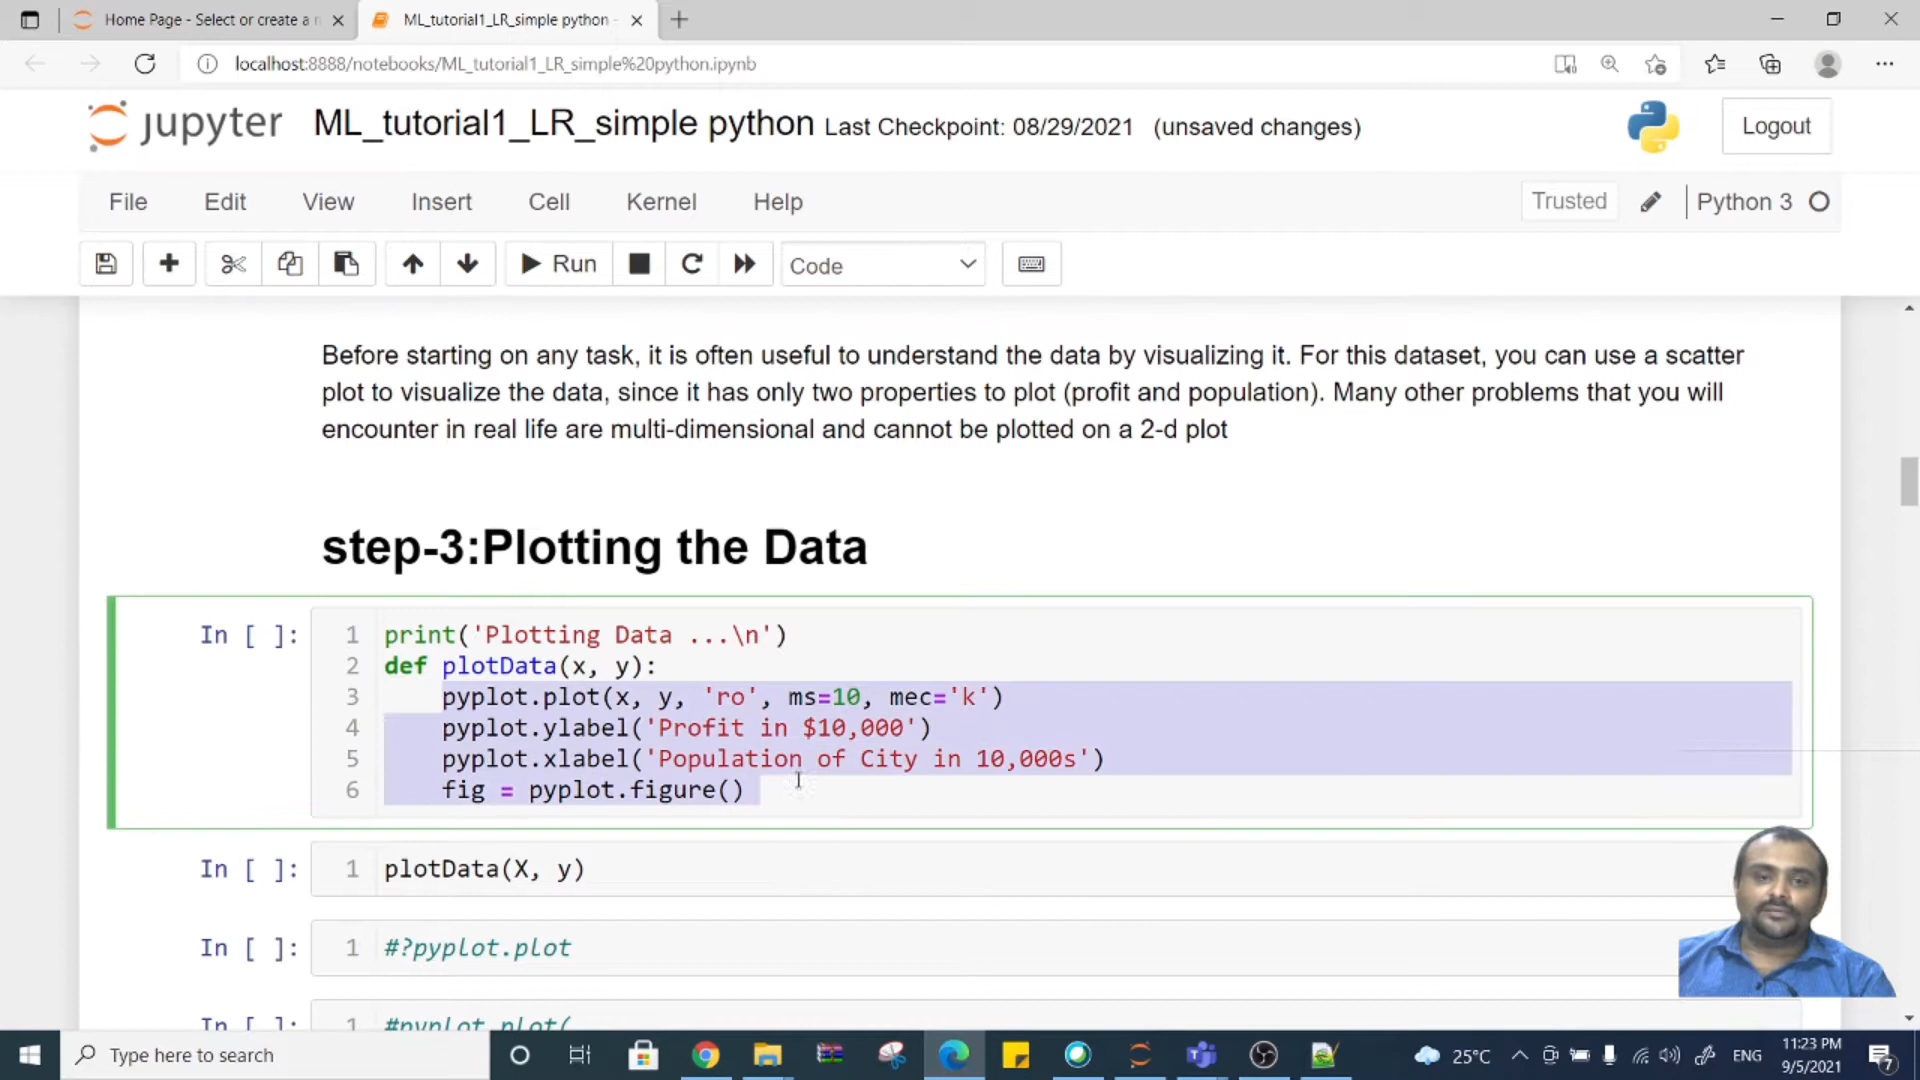 Home Page - Select or create a n
ML_tutorial1_LR_simple python -
localhost:8888/notebooks/ML_tutorial1_LR_simple%20python.ipynb
jupyter ML_tutorial1_LR_simple python Last Checkpoint: 08/29/2021 (unsaved changes)
Logout
File Edit View Insert Cell Kernel Help
Trusted
Python 3
Run
Code
Before starting on any task, it is often useful to understand the data by visualizing it. For this dataset, you can use a scatter
plot to visualize the data, since it has only two properties to plot (profit and population). Many other problems that you will
encounter in real life are multi-dimensional and cannot be plotted on a 2-d plot
step-3:Plotting the Data
In [ ]:
1 print('Plotting Data ...\n')
2 def plotData(x, y):
3 pyplot.plot(x, y, 'ro', ms=10, mec='k')
4 pyplot.ylabel('Profit in $10,000')
5 pyplot.xlabel('Population of City in 10,000s')
6 fig = pyplot.figure()
In [ ]: 1 plotData(X, y)
In [ ]: 1 #?pyplot.plot
In [ ]: 1 #pyplot.plot(
Type here to search
25°C
ENG
11:23 PM
9/5/2021
7